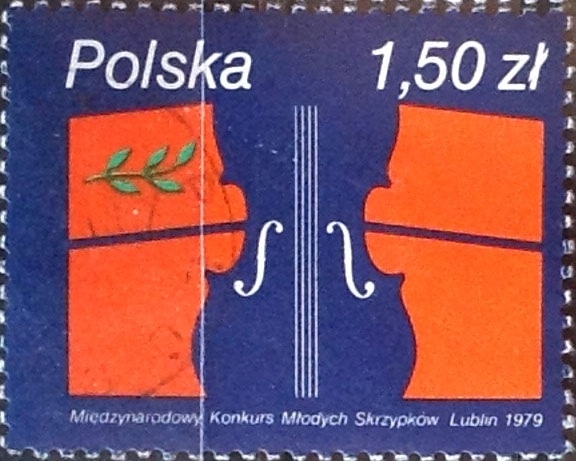 Polska 1,50 zł
Międzynarodowy Konkurs Młodych Skrzypków Lublin 1979